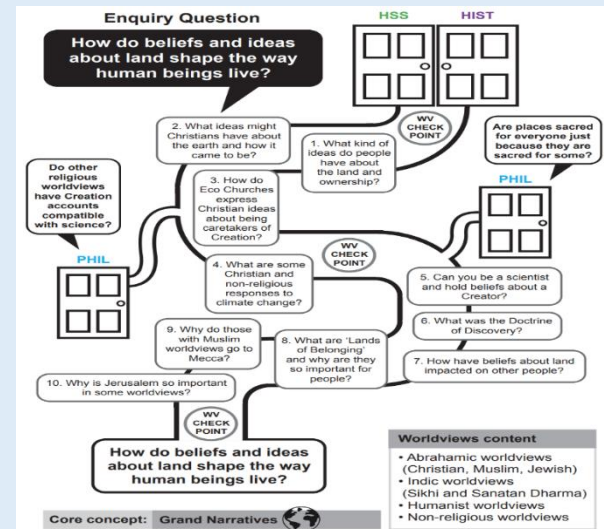 Enquiry Question
HSS
HIST
How do beliefs and ideas
about land shape the way
human beings live?
WV
CHECK
POINT
2. What ideas might
Christians have about
the earth and how it
came to be?
1. What kind of
ideas do people
have about
the land and
ownership?
Are places sacred
for everyone just
because they are
sacred for some?
PHIL
Do other
religious
worldviews
have Creation
accounts
compatible
with science?
PHIL
3. How do
Eco Churches
express
Christian ideas
about being
caretakers of
Creation?
WV
CHECK
POINT
4. What are some
Christian and
non-religious
responses to
climate change?
5. Can you be a scientist
and hold beliefs about a
Creator?
6. What was the Doctrine
of Discovery?
7. How have beliefs about land
impacted on other people?
8. What are ‘Lands
of Belonging’
and why are they
so important for
people?
9. Why do those
with Muslim
worldviews go to
Mecca?
10. Why is Jerusalem so important
in some worldviews?
WV
CHECK
POINT
How do beliefs and ideas
about land shape the way
human beings live?
Worldviews content
• Abrahamic worldviews
(Christian, Muslim, Jewish)
• Indic worldviews
(Sikhi and Sanatan Dharma)
• Humanist worldviews
• Non-religious worldviews
Core concept: Grand Narratives